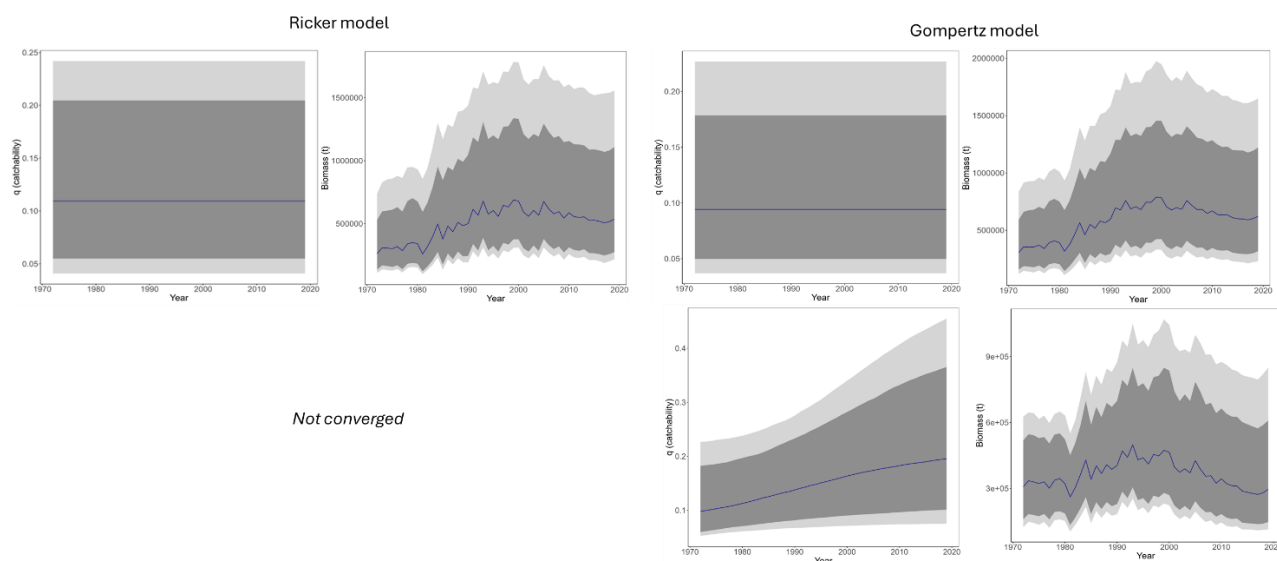 Ricker model
Gompertz model
0.25
0.20
0.15
0.10
0.05
q (catchability)
1970 1980 1990 2000 2010 2020
Year
1500000
1000000
500000
Biomass (t)
1970 1980 1990 2000 2010 2020
Year
0.20
0.15
0.10
0.05
q (catchability)
1970 1980 1990 2000 2010 2020
Year
2000000
1500000
1000000
500000
Biomass (t)
1970 1980 1990 2000 2010 2020
Year
Not converged
0.4
0.3
0.2
0.1
q (catchability)
1970 1980 1990 2000 2010 2020
Year
9e+05
6e+05
3e+05
Biomass (t)
1970 1980 1990 2000 2010 2020
Year